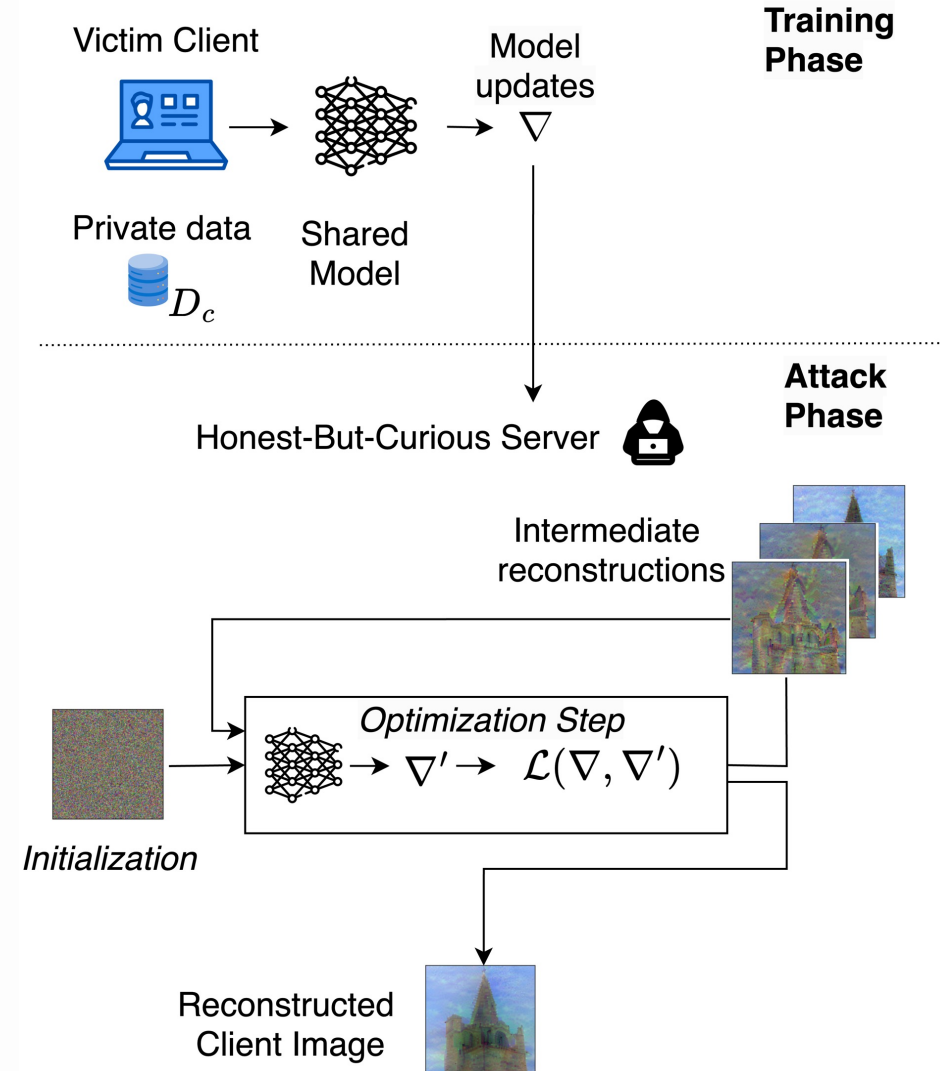 Victim Client
Model
updates
∇
Training
Phase
Private data
D_c
Shared
Model
Attack
Phase
Honest-But-Curious Server
Intermediate
reconstructions
Optimization Step
∇′
ℒ(∇, ∇′)
Initialization
Reconstructed
Client Image